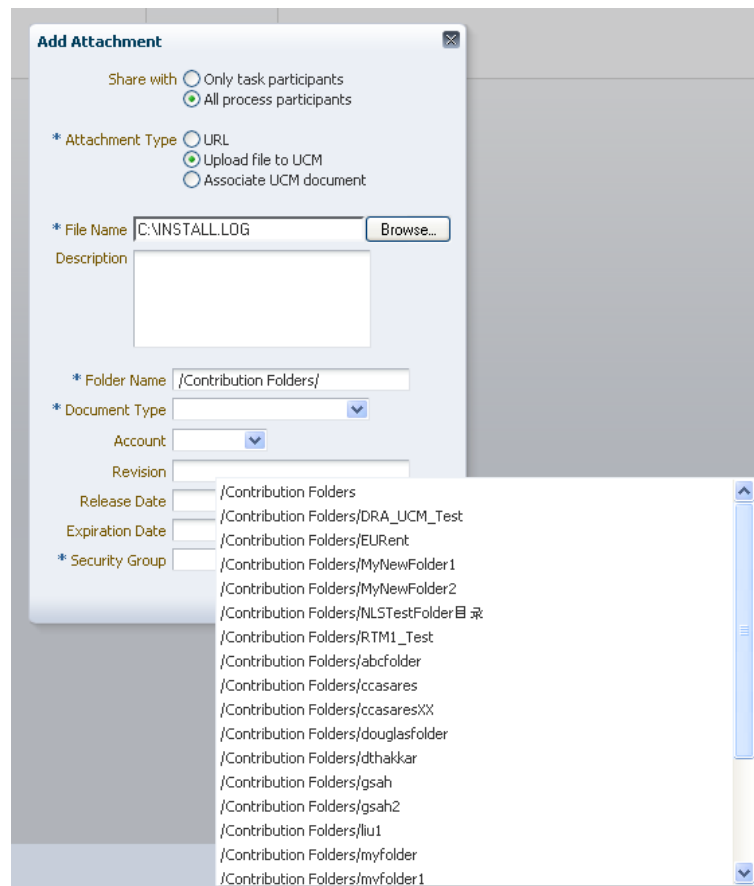 Add Attachment
Share with Only task participants
All process participants
* Attachment Type URL
Upload file to UCM
Associate UCM document
* File Name C:\INSTALL.LOG Browse...
Description
* Folder Name /Contribution Folders/
* Document Type
Account
Revision
Release Date
Expiration Date
* Security Group
/Contribution Folders
/Contribution Folders/DRA_UCM_Test
/Contribution Folders/EURent
/Contribution Folders/MyNewFolder1
/Contribution Folders/MyNewFolder2
/Contribution Folders/NLSTestFolder目录
/Contribution Folders/RTM1_Test
/Contribution Folders/abcfolder
/Contribution Folders/ccasares
/Contribution Folders/ccasaresXX
/Contribution Folders/douglasfolder
/Contribution Folders/dthakkar
/Contribution Folders/gsah
/Contribution Folders/gsah2
/Contribution Folders/liu1
/Contribution Folders/myfolder
/Contribution Folders/myfolder1